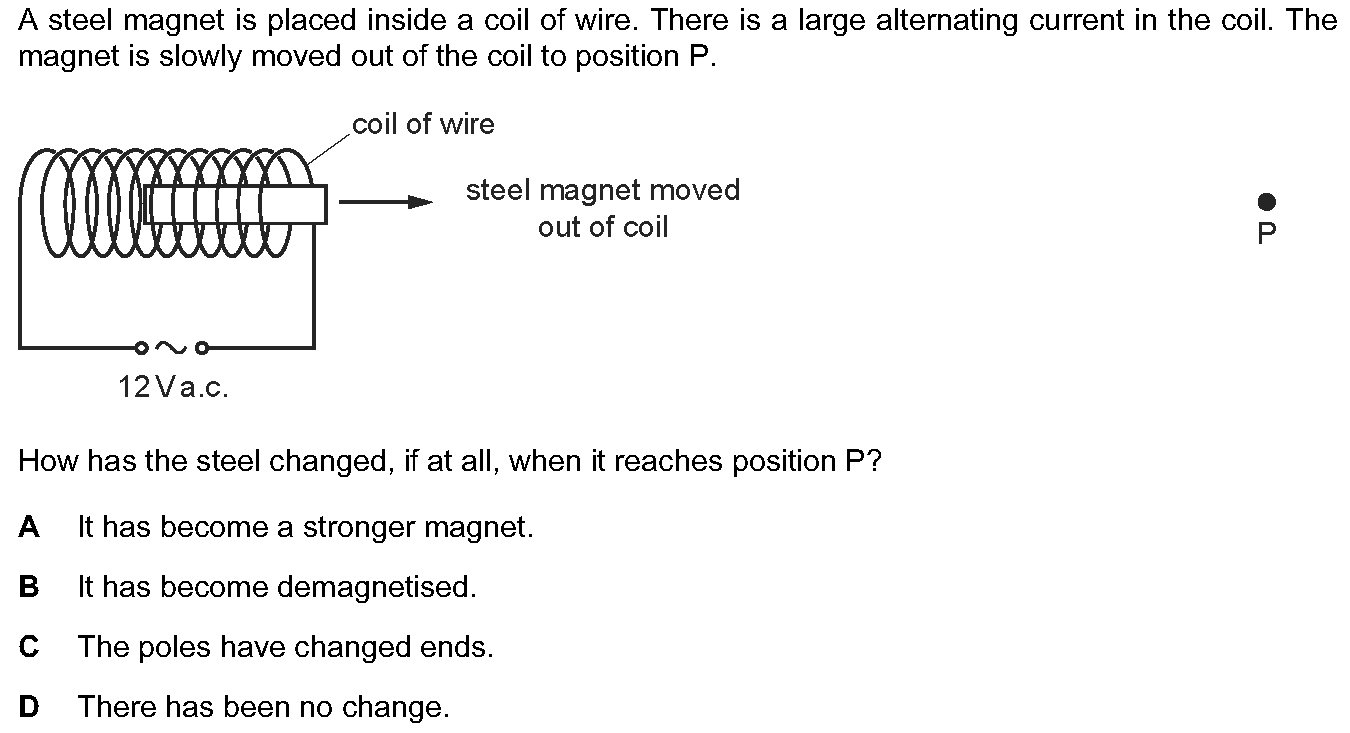 A steel magnet is placed inside a coil of wire. There is a large alternating current in the coil. The
magnet is slowly moved out of the coil to position P.
coil of wire
steel magnet moved
out of coil
P
12 V a.c.
How has the steel changed, if at all, when it reaches position P?
A It has become a stronger magnet.
B It has become demagnetised.
C The poles have changed ends.
D There has been no change.